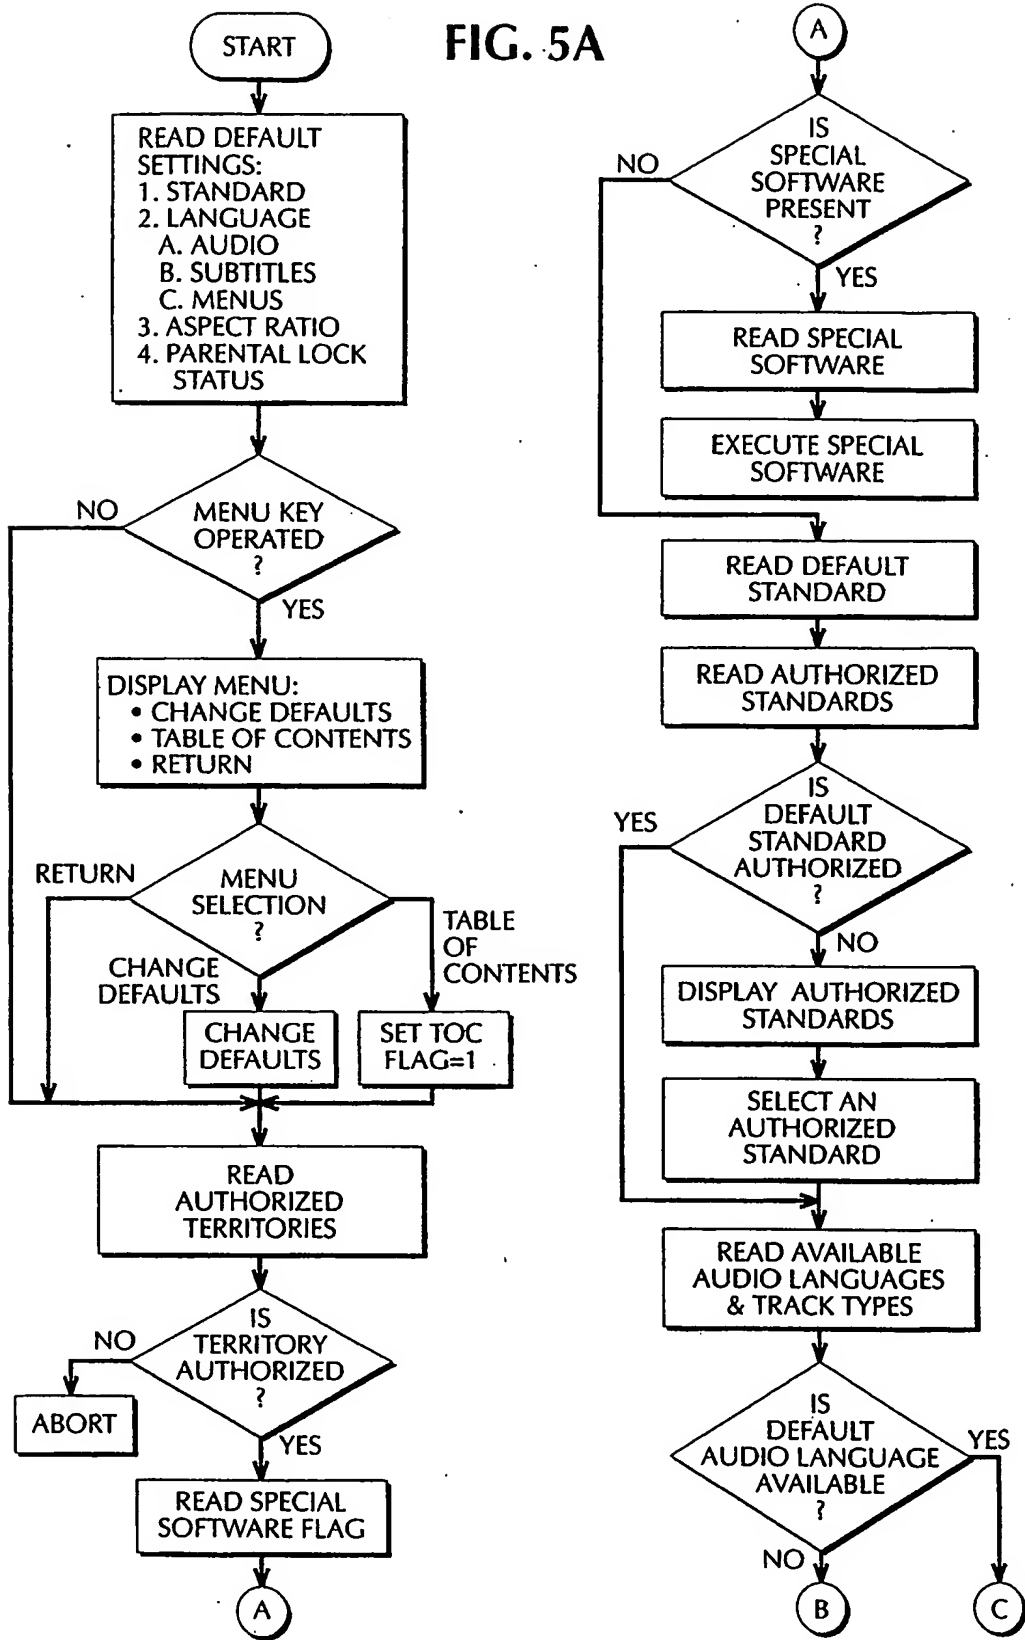 FIG. 5A
START
READ DEFAULT
SETTINGS:
1. STANDARD
2. LANGUAGE
A. AUDIO
B. SUBTITLES
C. MENUS
3. ASPECT RATIO
4. PARENTAL LOCK
STATUS
MENU KEY
OPERATED
?
NO
YES
DISPLAY MENU:
• CHANGE DEFAULTS
• TABLE OF CONTENTS
• RETURN
MENU
SELECTION
?
RETURN
CHANGE
DEFAULTS
TABLE
OF
CONTENTS
CHANGE
DEFAULTS
SET TOC
FLAG=1
READ
AUTHORIZED
TERRITORIES
IS
TERRITORY
AUTHORIZED
?
NO
ABORT
YES
READ SPECIAL
SOFTWARE FLAG
A
A
IS
SPECIAL
SOFTWARE
PRESENT
?
NO
YES
READ SPECIAL
SOFTWARE
EXECUTE SPECIAL
SOFTWARE
READ DEFAULT
STANDARD
READ AUTHORIZED
STANDARDS
IS
DEFAULT
STANDARD
AUTHORIZED
?
YES
NO
DISPLAY AUTHORIZED
STANDARDS
SELECT AN
AUTHORIZED
STANDARD
READ AVAILABLE
AUDIO LANGUAGES
& TRACK TYPES
IS
DEFAULT
AUDIO LANGUAGE
AVAILABLE
?
YES
NO
B
C